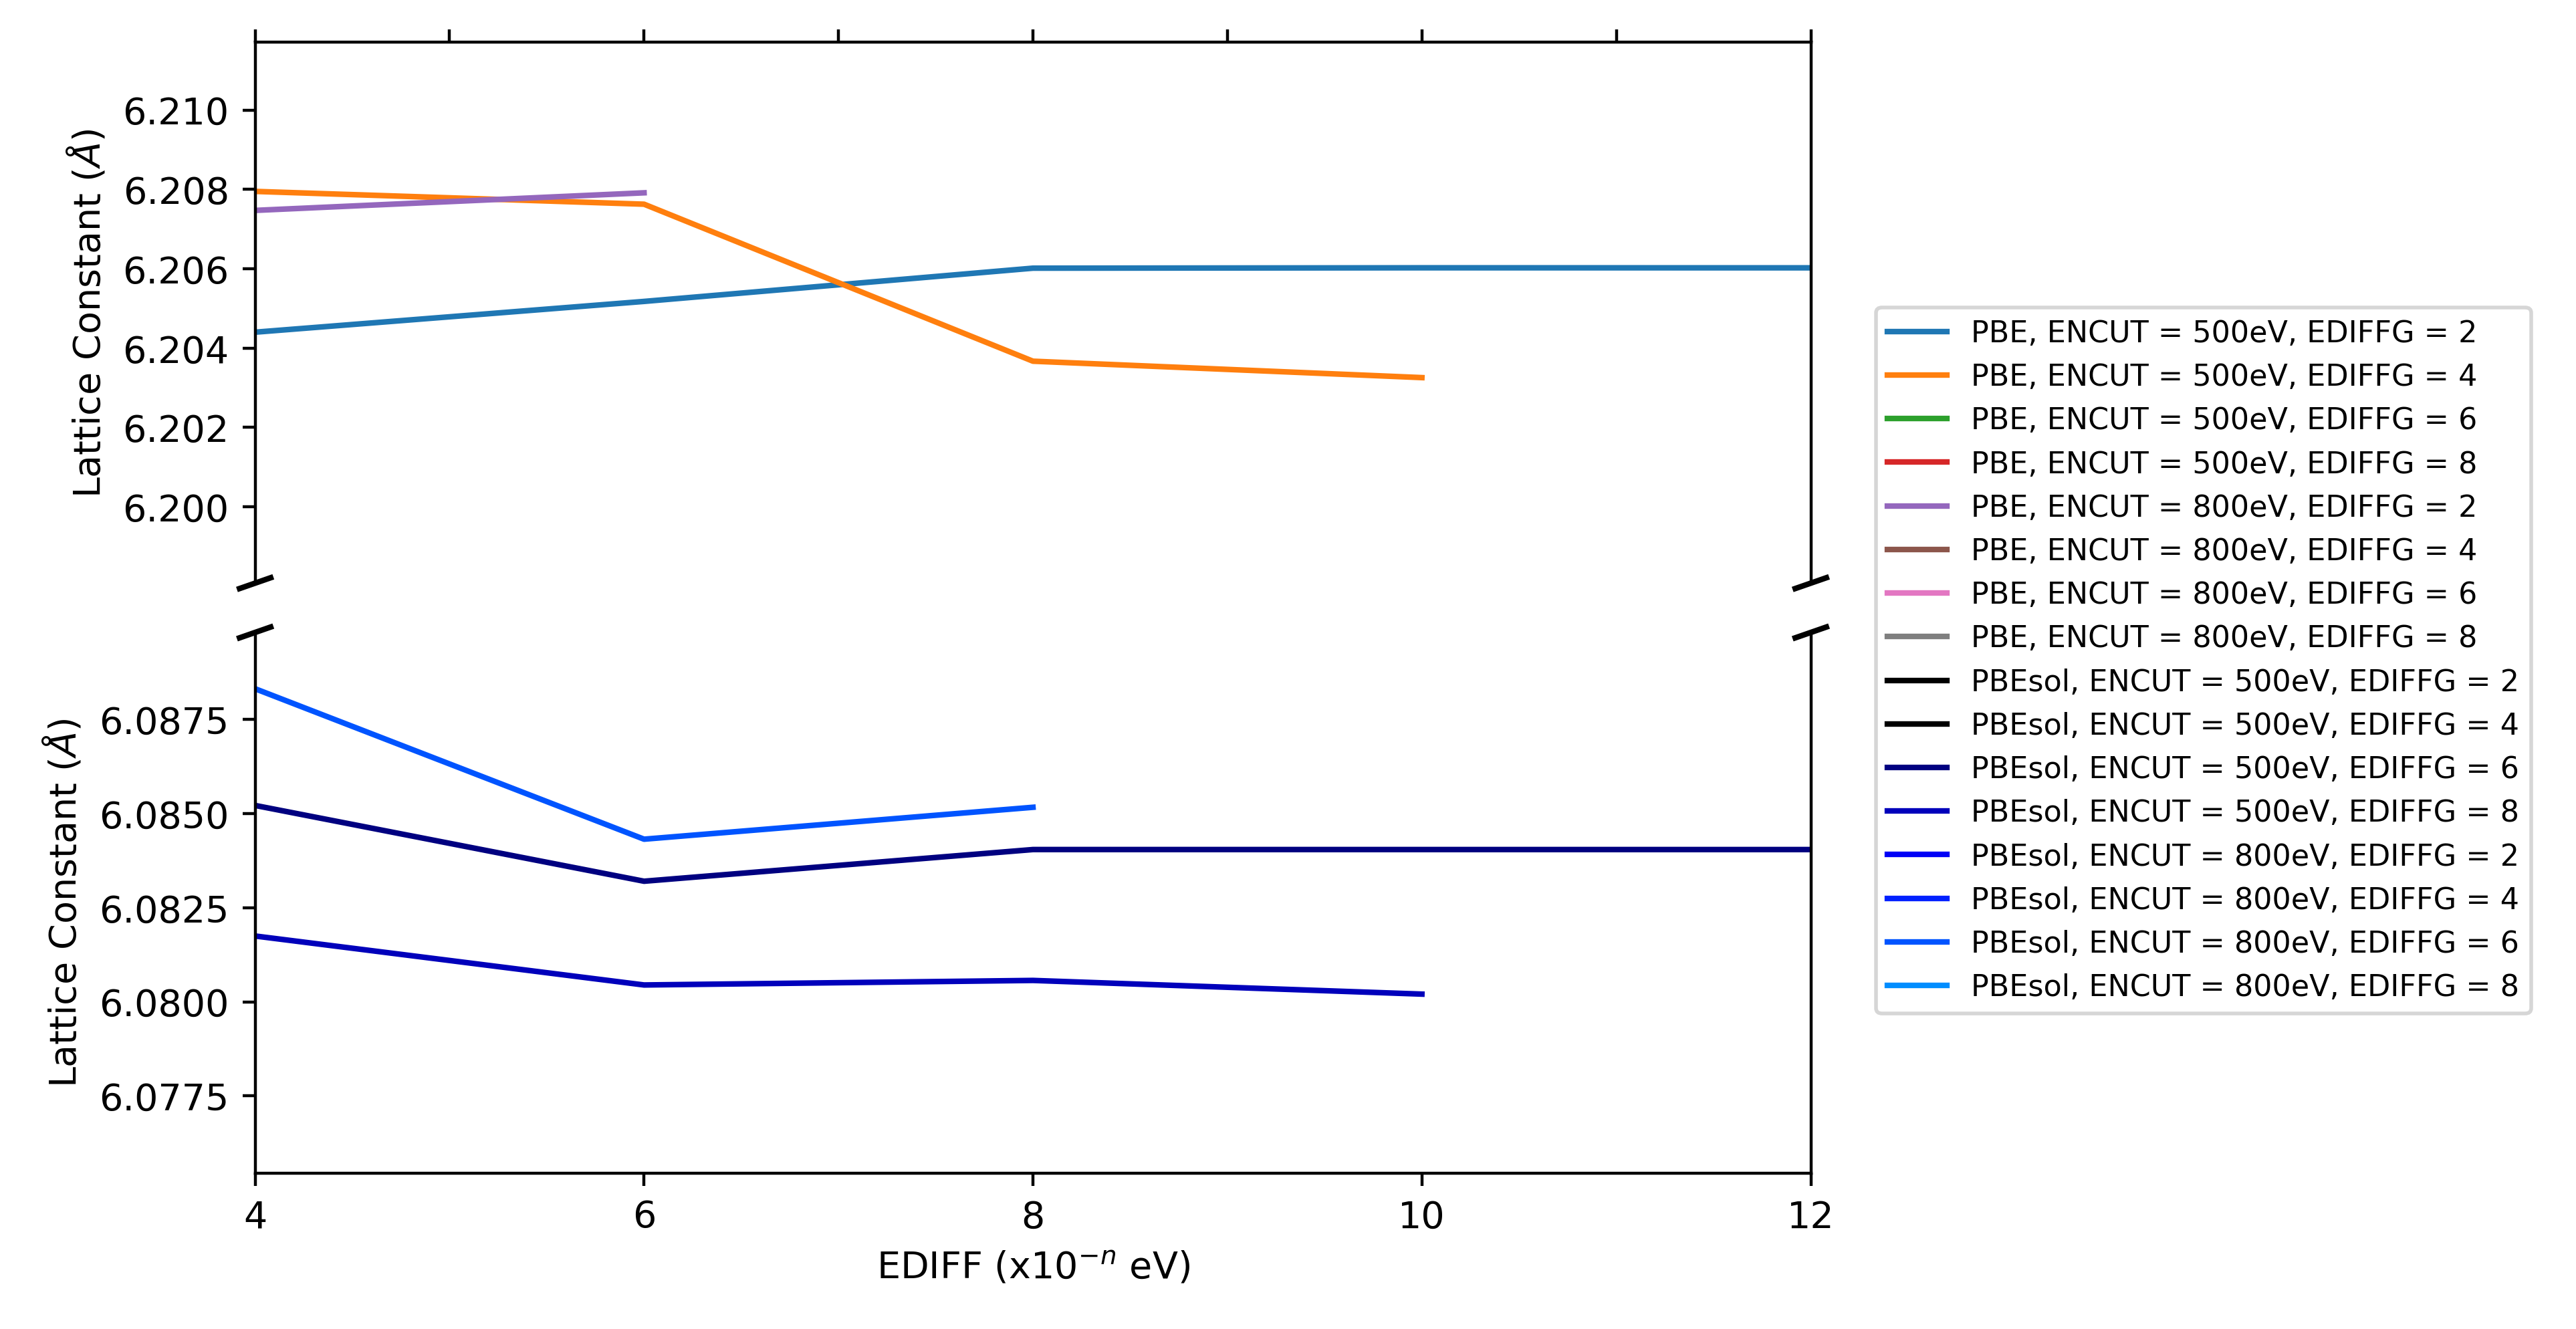 Lattice Constant (Å)
6.210
6.208
6.206
6.204
6.202
6.200
Lattice Constant (Å)
6.0875
6.0850
6.0825
6.0800
6.0775
4 6 8 10 12
EDIFF (x10⁻ⁿ eV)
PBE, ENCUT = 500eV, EDIFFG = 2
PBE, ENCUT = 500eV, EDIFFG = 4
PBE, ENCUT = 500eV, EDIFFG = 6
PBE, ENCUT = 500eV, EDIFFG = 8
PBE, ENCUT = 800eV, EDIFFG = 2
PBE, ENCUT = 800eV, EDIFFG = 4
PBE, ENCUT = 800eV, EDIFFG = 6
PBE, ENCUT = 800eV, EDIFFG = 8
PBEsol, ENCUT = 500eV, EDIFFG = 2
PBEsol, ENCUT = 500eV, EDIFFG = 4
PBEsol, ENCUT = 500eV, EDIFFG = 6
PBEsol, ENCUT = 500eV, EDIFFG = 8
PBEsol, ENCUT = 800eV, EDIFFG = 2
PBEsol, ENCUT = 800eV, EDIFFG = 4
PBEsol, ENCUT = 800eV, EDIFFG = 6
PBEsol, ENCUT = 800eV, EDIFFG = 8